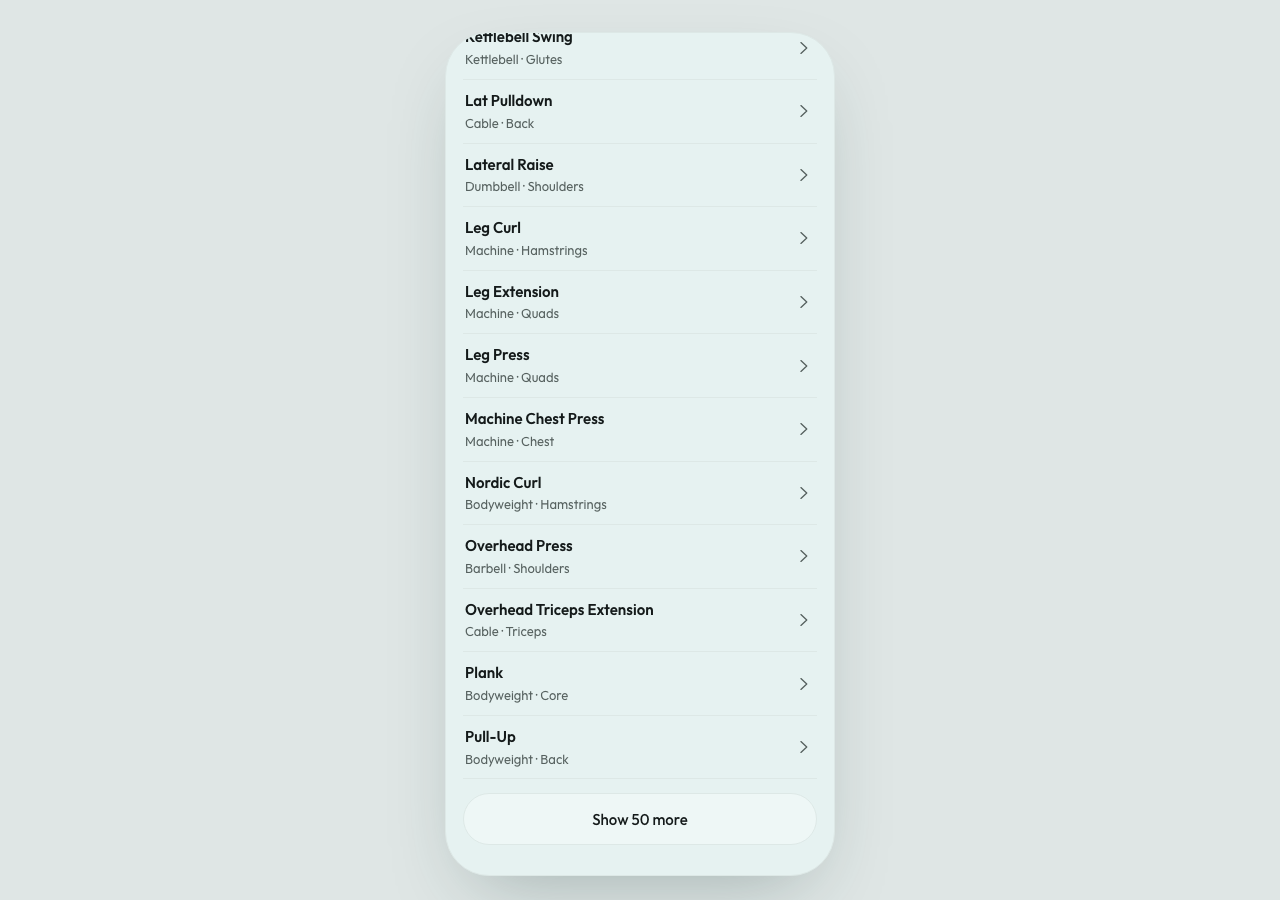 Kettlebell Swing
Kettlebell · Glutes
Lat Pulldown
Cable · Back
Lateral Raise
Dumbbell · Shoulders
Leg Curl
Machine · Hamstrings
Leg Extension
Machine · Quads
Leg Press
Machine · Quads
Machine Chest Press
Machine · Chest
Nordic Curl
Bodyweight · Hamstrings
Overhead Press
Barbell · Shoulders
Overhead Triceps Extension
Cable · Triceps
Plank
Bodyweight · Core
Pull-Up
Bodyweight · Back
Show 50 more